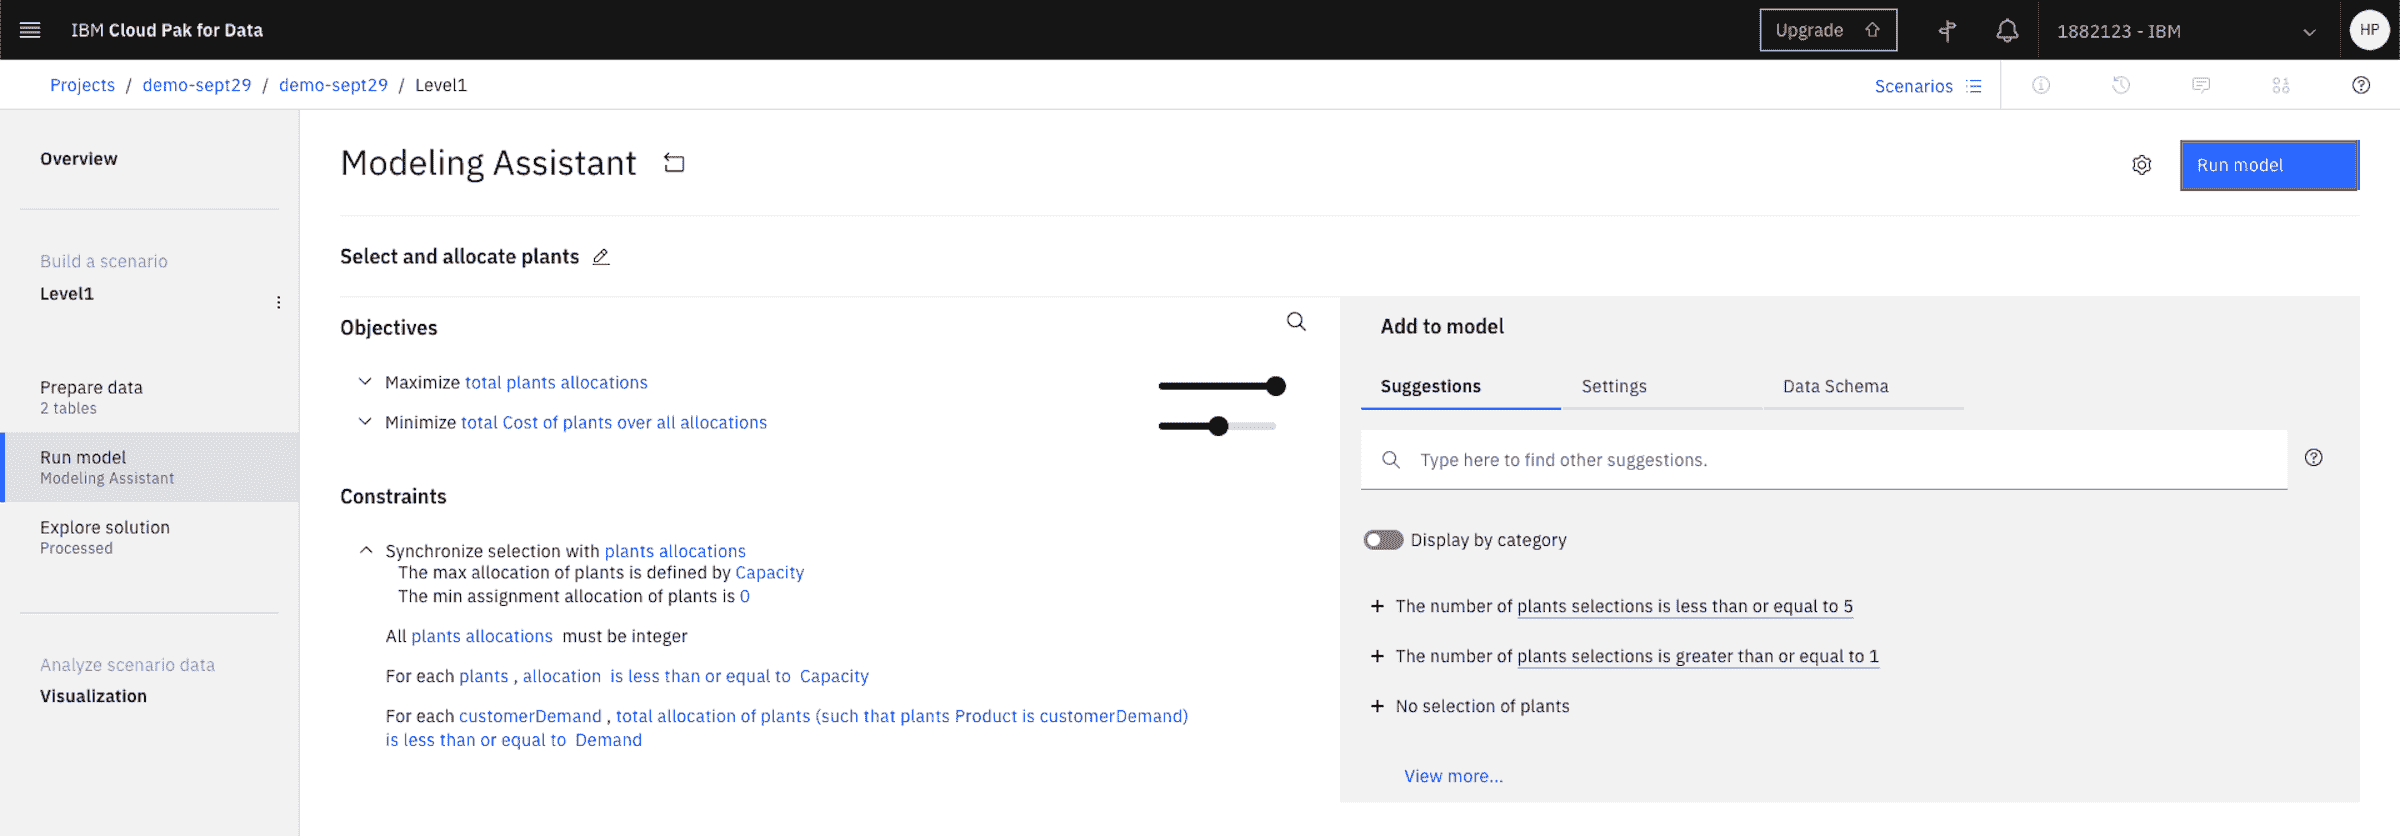 IBM Cloud Pak for Data
Upgrade
1882123 - IBM
HP
Projects / demo-sept29 / demo-sept29 / Level1
Scenarios
Overview
Build a scenario
Level1
Prepare data
2 tables
Run model
Modeling Assistant
Explore solution
Processed
Analyze scenario data
Visualization
Modeling Assistant
Run model
Select and allocate plants
Objectives
Maximize total plants allocations
Minimize total Cost of plants over all allocations
Constraints
Synchronize selection with plants allocations
The max allocation of plants is defined by Capacity
The min assignment allocation of plants is 0
All plants allocations must be integer
For each plants , allocation is less than or equal to Capacity
For each customerDemand , total allocation of plants (such that plants Product is customerDemand)
is less than or equal to Demand
Add to model
Suggestions
Settings
Data Schema
Type here to find other suggestions.
Display by category
+ The number of plants selections is less than or equal to 5
+ The number of plants selections is greater than or equal to 1
+ No selection of plants
View more...